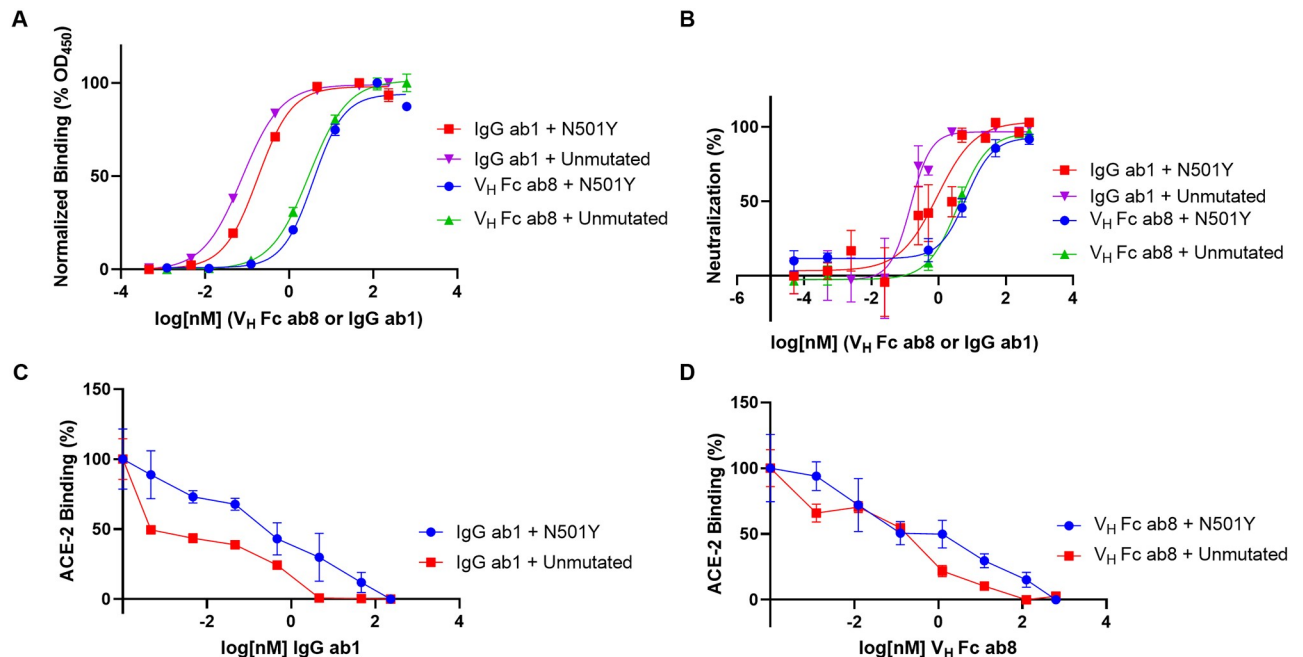 A
Normalized Binding (% OD450)
100
50
0
-4
-2
0
2
4
log[nM] (VH Fc ab8 or IgG ab1)
IgG ab1 + N501Y
IgG ab1 + Unmutated
VH Fc ab8 + N501Y
VH Fc ab8 + Unmutated
B
Neutralization (%)
100
50
-6
-4
-2
0
2
4
log[nM] (VH Fc ab8 or IgG ab1)
IgG ab1 + N501Y
IgG ab1 + Unmutated
VH Fc ab8 + N501Y
VH Fc ab8 + Unmutated
C
ACE-2 Binding (%)
150
100
50
0
-2
0
2
4
log[nM] IgG ab1
IgG ab1 + N501Y
IgG ab1 + Unmutated
D
ACE-2 Binding (%)
150
100
50
0
-2
0
2
4
log[nM] VH Fc ab8
VH Fc ab8 + N501Y
VH Fc ab8 + Unmutated